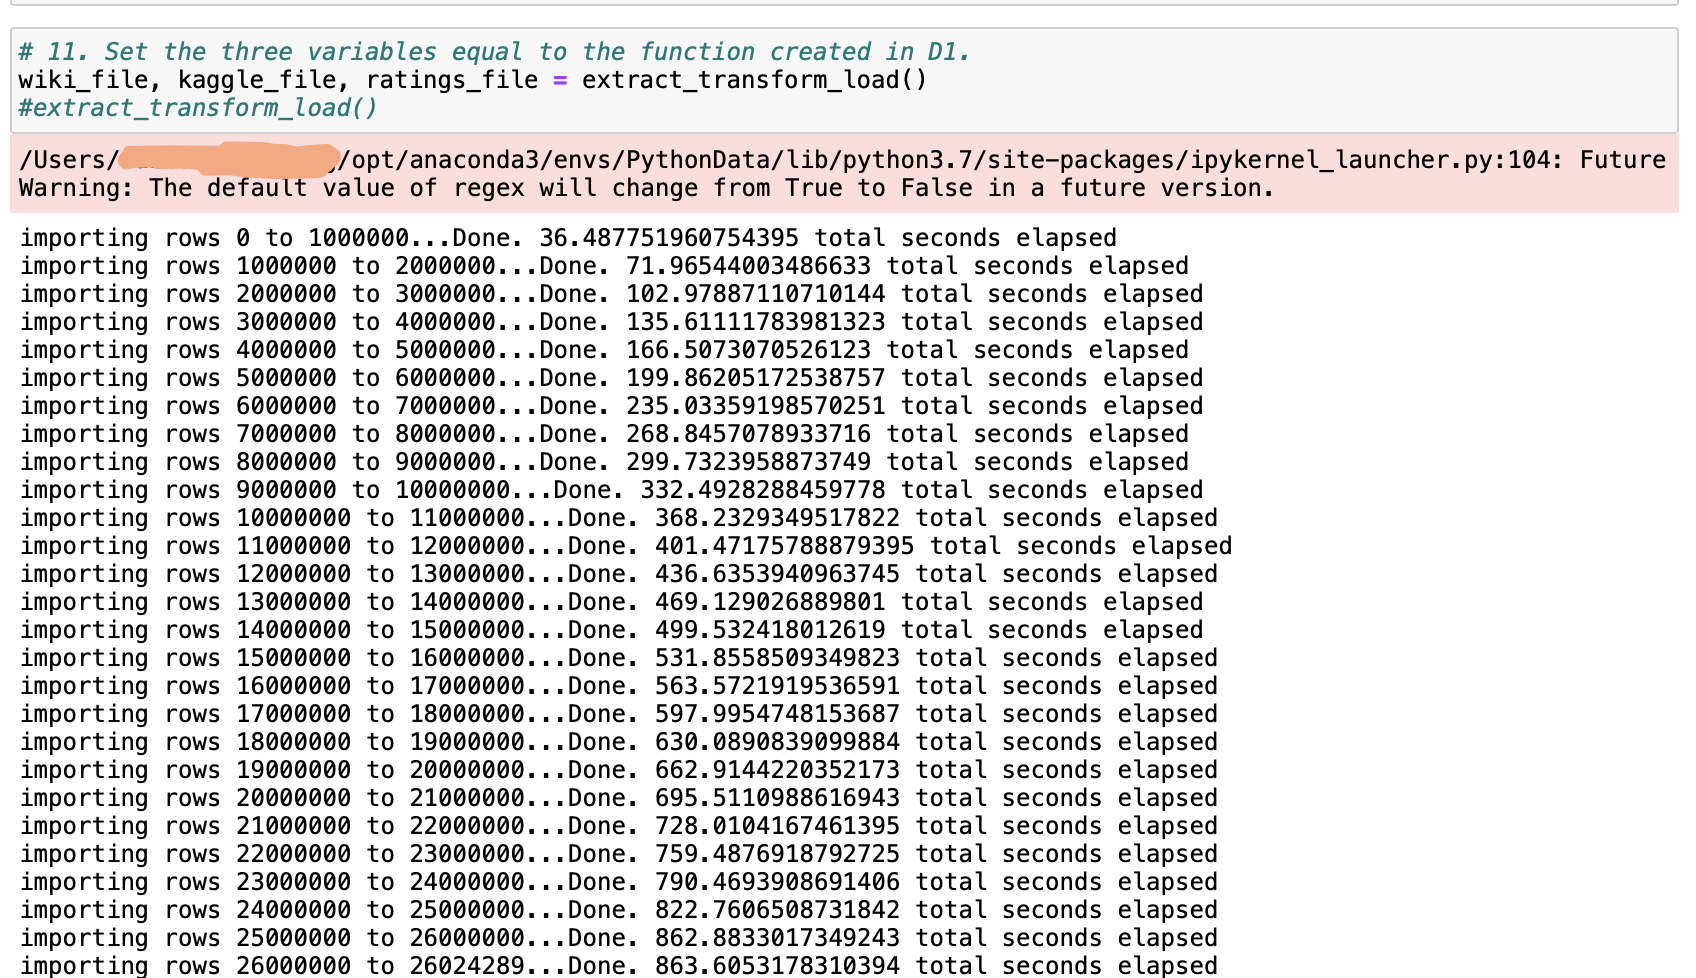 # 11. Set the three variables equal to the function created in D1.
wiki_file, kaggle_file, ratings_file = extract_transform_load()
#extract_transform_load()
/Users/ /opt/anaconda3/envs/PythonData/lib/python3.7/site-packages/ipykernel_launcher.py:104: Future
Warning: The default value of regex will change from True to False in a future version.
importing rows 0 to 1000000...Done. 36.487751960754395 total seconds elapsed
importing rows 1000000 to 2000000...Done. 71.96544003486633 total seconds elapsed
importing rows 2000000 to 3000000...Done. 102.97887110710144 total seconds elapsed
importing rows 3000000 to 4000000...Done. 135.61111783981323 total seconds elapsed
importing rows 4000000 to 5000000...Done. 166.5073070526123 total seconds elapsed
importing rows 5000000 to 6000000...Done. 199.86205172538757 total seconds elapsed
importing rows 6000000 to 7000000...Done. 235.03359198570251 total seconds elapsed
importing rows 7000000 to 8000000...Done. 268.8457078933716 total seconds elapsed
importing rows 8000000 to 9000000...Done. 299.7323958873749 total seconds elapsed
importing rows 9000000 to 10000000...Done. 332.4928288459778 total seconds elapsed
importing rows 10000000 to 11000000...Done. 368.2329349517822 total seconds elapsed
importing rows 11000000 to 12000000...Done. 401.47175788879395 total seconds elapsed
importing rows 12000000 to 13000000...Done. 436.6353940963745 total seconds elapsed
importing rows 13000000 to 14000000...Done. 469.129026889801 total seconds elapsed
importing rows 14000000 to 15000000...Done. 499.532418012619 total seconds elapsed
importing rows 15000000 to 16000000...Done. 531.8558509349823 total seconds elapsed
importing rows 16000000 to 17000000...Done. 563.5721919536591 total seconds elapsed
importing rows 17000000 to 18000000...Done. 597.9954748153687 total seconds elapsed
importing rows 18000000 to 19000000...Done. 630.0890839099884 total seconds elapsed
importing rows 19000000 to 20000000...Done. 662.9144220352173 total seconds elapsed
importing rows 20000000 to 21000000...Done. 695.5110988616943 total seconds elapsed
importing rows 21000000 to 22000000...Done. 728.0104167461395 total seconds elapsed
importing rows 22000000 to 23000000...Done. 759.4876918792725 total seconds elapsed
importing rows 23000000 to 24000000...Done. 790.4693908691406 total seconds elapsed
importing rows 24000000 to 25000000...Done. 822.7606508731842 total seconds elapsed
importing rows 25000000 to 26000000...Done. 862.8833017349243 total seconds elapsed
importing rows 26000000 to 26024289...Done. 863.6053178310394 total seconds elapsed